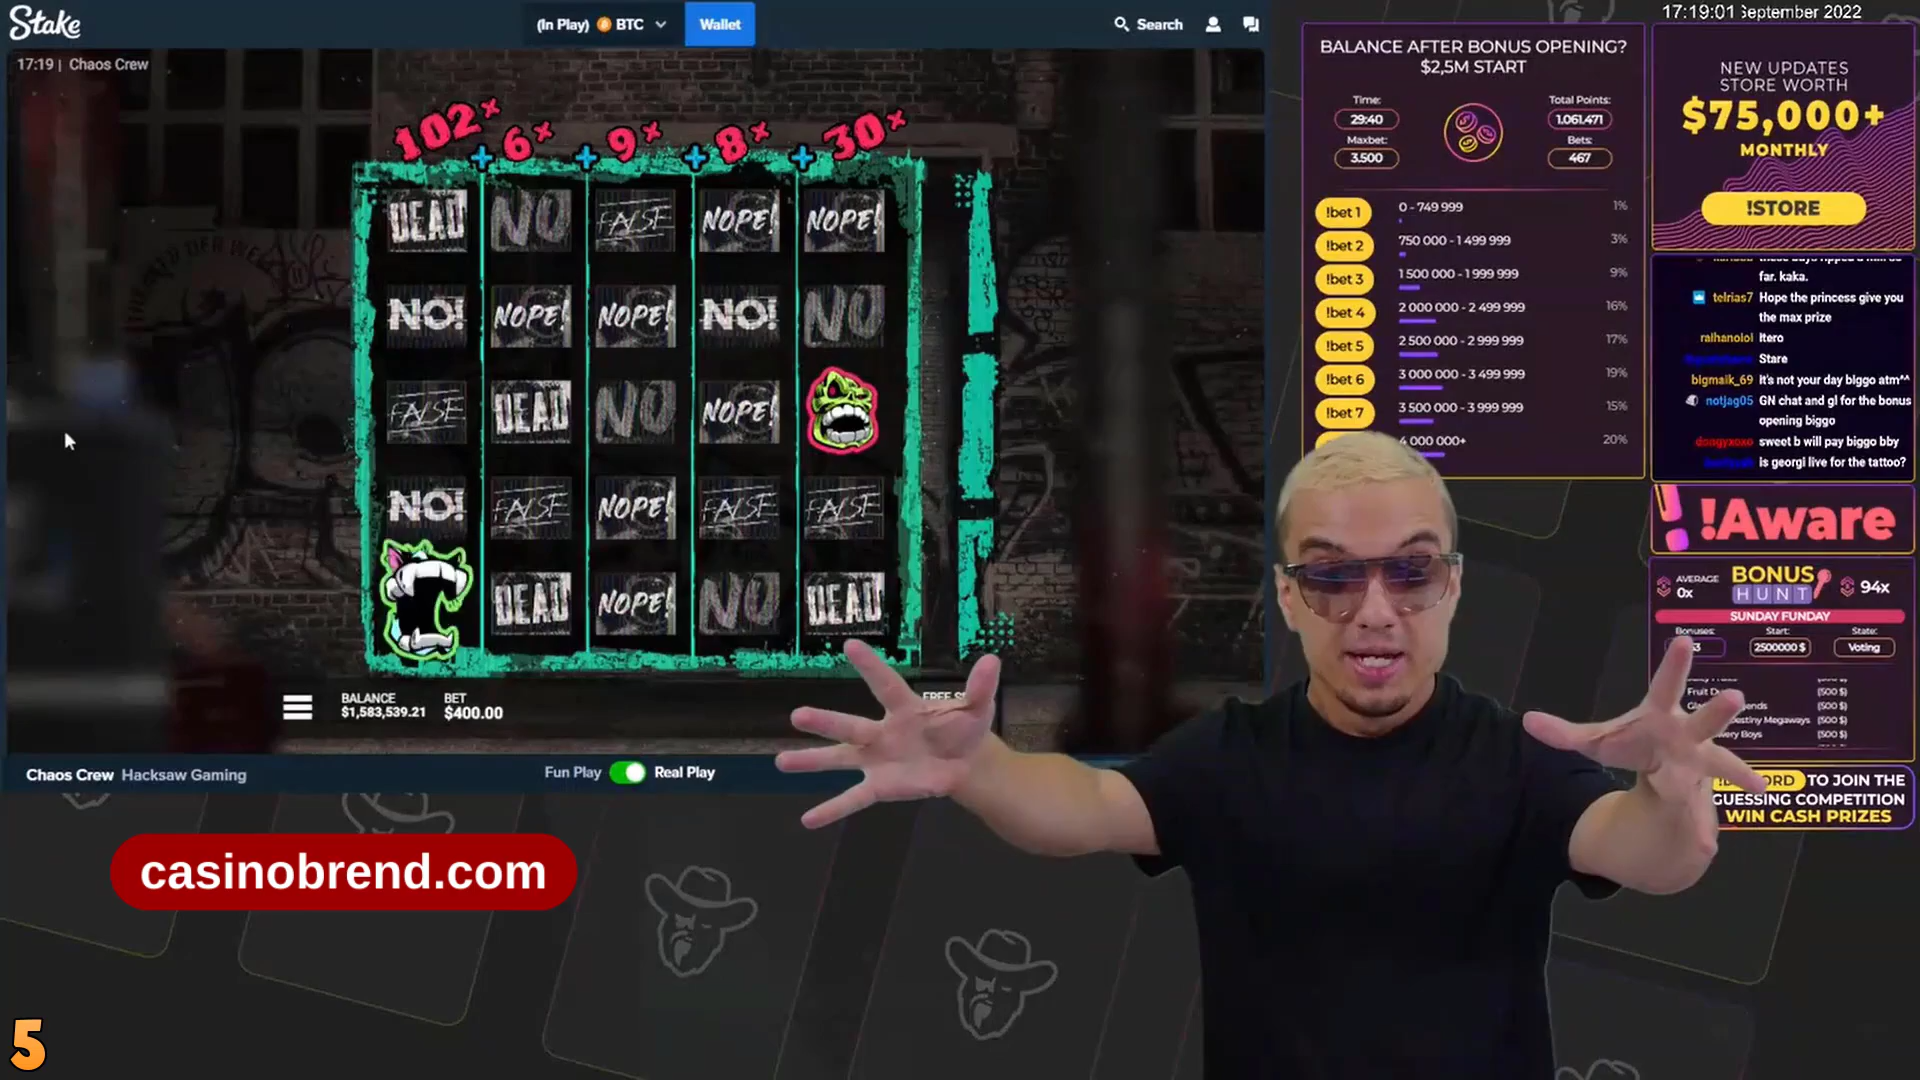 Stake
(In Play) BTC
Wallet
Search
17:19 | Chaos Crew
102x 6x 9x 8x 30x
DEAD NO FALSE NOPE! NOPE!
NO! NOPE! NOPE! NO! NO
FALSE DEAD NO NOPE!
NO! FALSE NOPE! FALSE FALSE
DEAD NOPE! NO DEAD
BALANCE
$1,583,539.21
BET
$400.00
Chaos Crew Hacksaw Gaming
Fun Play Real Play
casinobrend.com
5
BALANCE AFTER BONUS OPENING?
$2,5M START
Time:
29:40
Total Points:
1.061.471
Maxbet:
3.500
Bets:
467
!bet 1 0 - 749 999 1%
!bet 2 750 000 - 1 499 999 3%
!bet 3 1 500 000 - 1 999 999 9%
!bet 4 2 000 000 - 2 499 999 16%
!bet 5 2 500 000 - 2 999 999 17%
!bet 6 3 000 000 - 3 499 999 19%
!bet 7 3 500 000 - 3 999 999 15%
4 000 000+ 20%
17:19:01 September 2022
NEW UPDATES
STORE WORTH
$75,000+
MONTHLY
!STORE
far. kaka.
telrias7 Hope the princess give you
the max prize
raihanolol ltero
Stare
bigmaik_69 It's not your day biggo atm^^
notjag05 GN chat and gl for the bonus
opening biggo
dongyxoxo sweet b will pay biggo bby
is georgi live for the tattoo?
!Aware
AVERAGE
0x
BONUS
HUNT
94x
SUNDAY FUNDAY
Bonuses:
Start:
2500000 $
State:
Voting
(500 $)
Fruit (500 $)
(500 $)
Megaways (500 $)
Boys (500 $)
TO JOIN THE
GUESSING COMPETITION
WIN CASH PRIZES